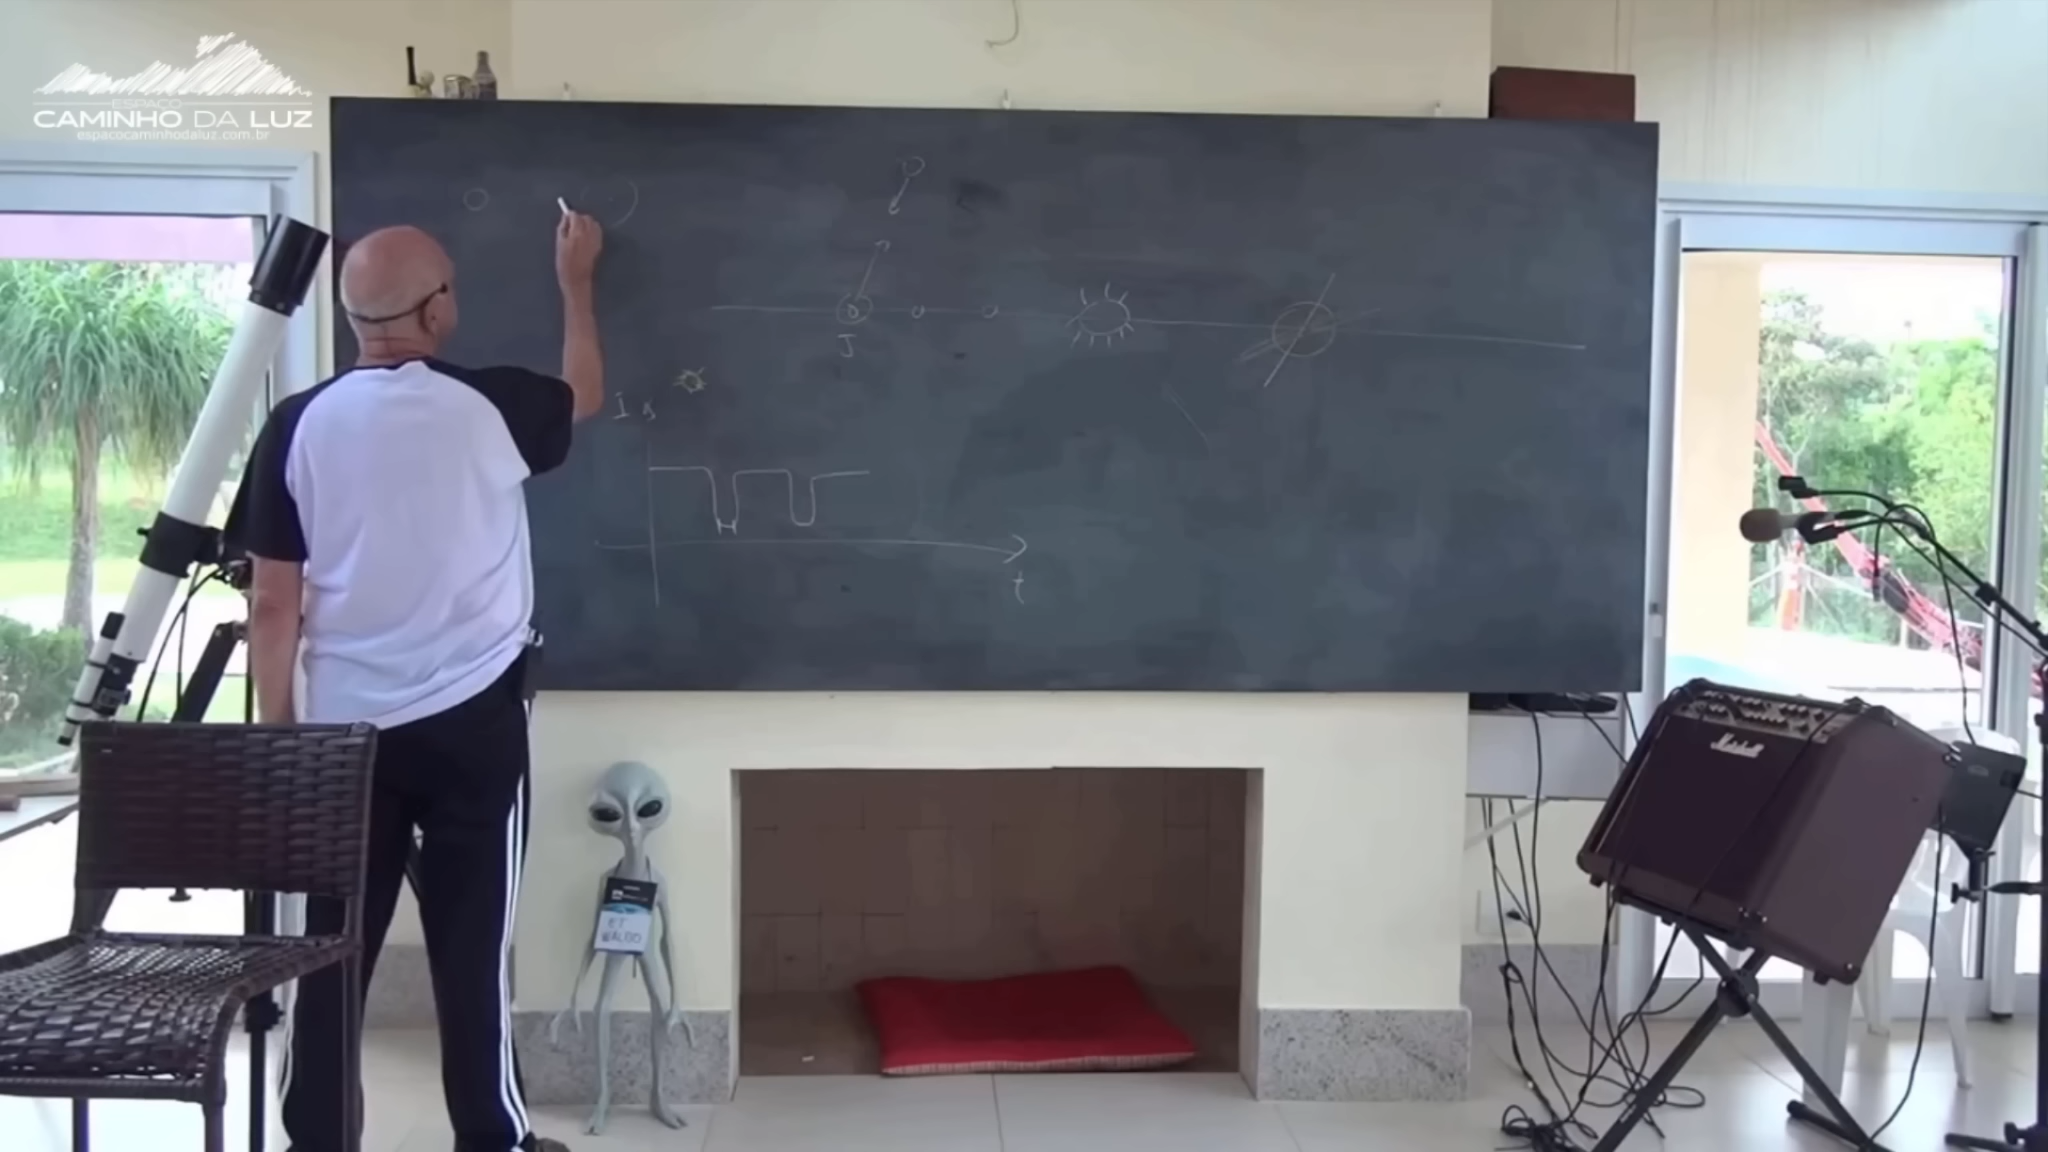 ESPAÇO
CAMINHO DA LUZ
espacocaminhodaluz.com.br
J
I
t
Marshall
ET
WALDO